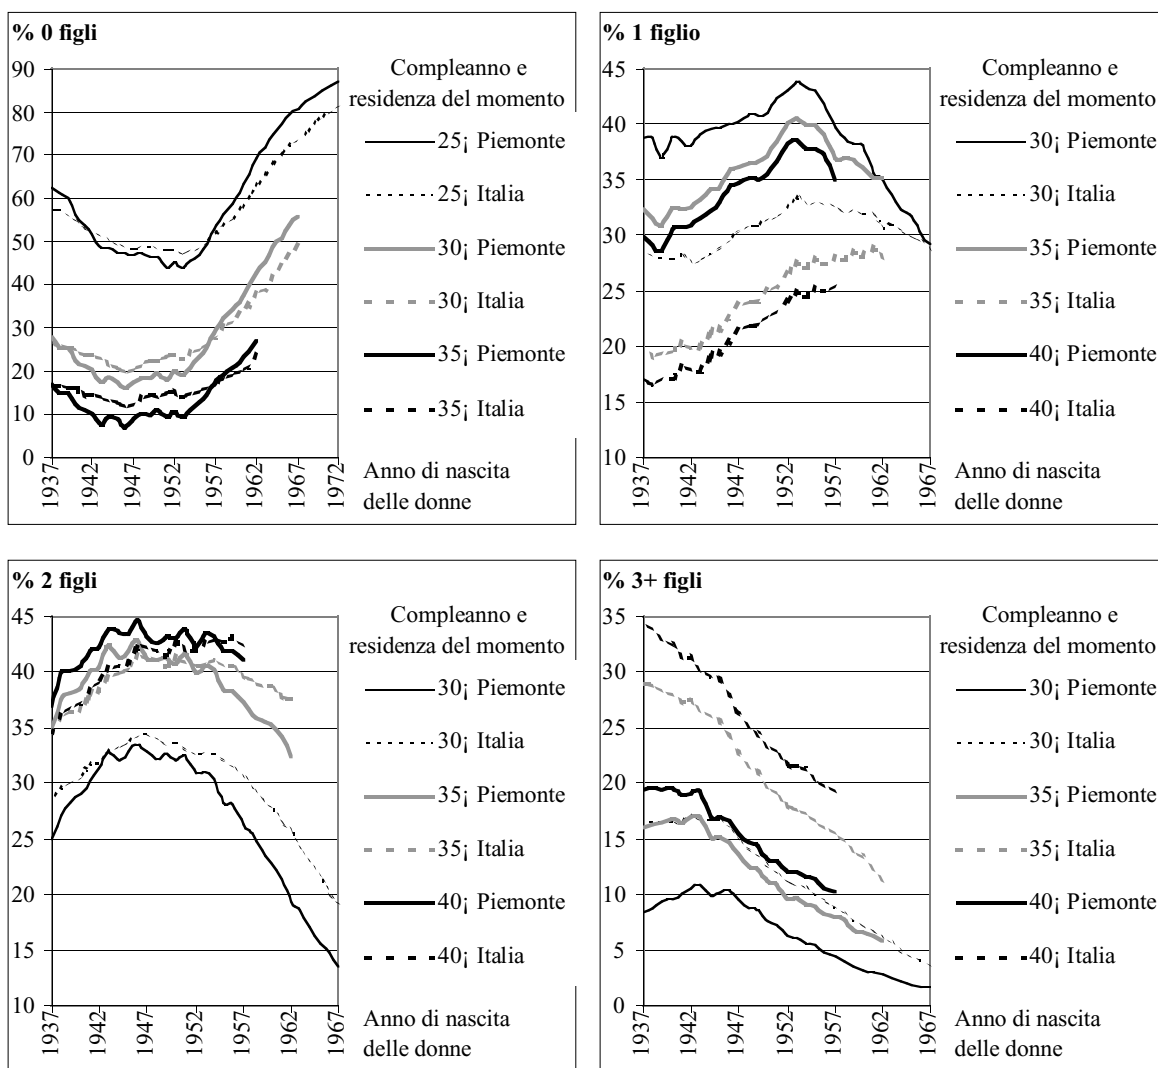 % 0 figli
90
80
70
60
50
40
30
20
10
0
1937
1942
1947
1952
1957
1962
1967
1972
Compleanno e
residenza del momento
25¡ Piemonte
25¡ Italia
30¡ Piemonte
30¡ Italia
35¡ Piemonte
35¡ Italia
Anno di nascita
delle donne
% 1 figlio
45
40
35
30
25
20
15
10
1937
1942
1947
1952
1957
1962
1967
Compleanno e
residenza del momento
30¡ Piemonte
30¡ Italia
35¡ Piemonte
35¡ Italia
40¡ Piemonte
40¡ Italia
Anno di nascita
delle donne
% 2 figli
45
40
35
30
25
20
15
10
1937
1942
1947
1952
1957
1962
1967
Compleanno e
residenza del momento
30¡ Piemonte
30¡ Italia
35¡ Piemonte
35¡ Italia
40¡ Piemonte
40¡ Italia
Anno di nascita
delle donne
% 3+ figli
35
30
25
20
15
10
5
0
1937
1942
1947
1952
1957
1962
1967
Compleanno e
residenza del momento
30¡ Piemonte
30¡ Italia
35¡ Piemonte
35¡ Italia
40¡ Piemonte
40¡ Italia
Anno di nascita
delle donne